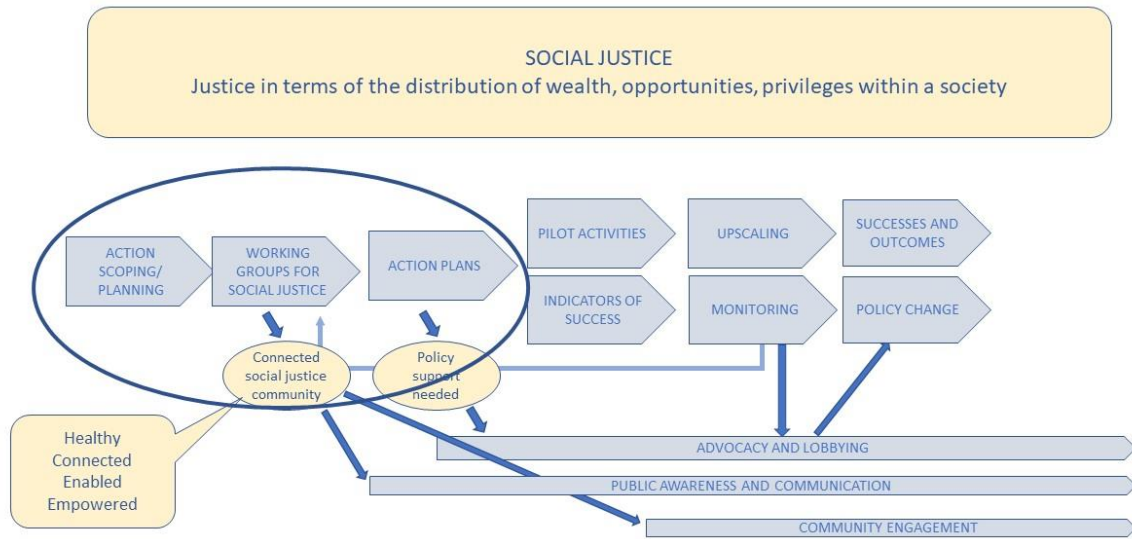 SOCIAL JUSTICE
Justice in terms of the distribution of wealth, opportunities, privileges within a society
ACTION
SCOPING/
PLANNING
WORKING
GROUPS FOR
SOCIAL JUSTICE
ACTION PLANS
PILOT ACTIVITIES
UPSCALING
SUCCESSES AND
OUTCOMES
INDICATORS OF
SUCCESS
MONITORING
POLICY CHANGE
Connected
social justice
community
Policy
support
needed
Healthy
Connected
Enabled
Empowered
ADVOCACY AND LOBBYING
PUBLIC AWARENESS AND COMMUNICATION
COMMUNITY ENGAGEMENT